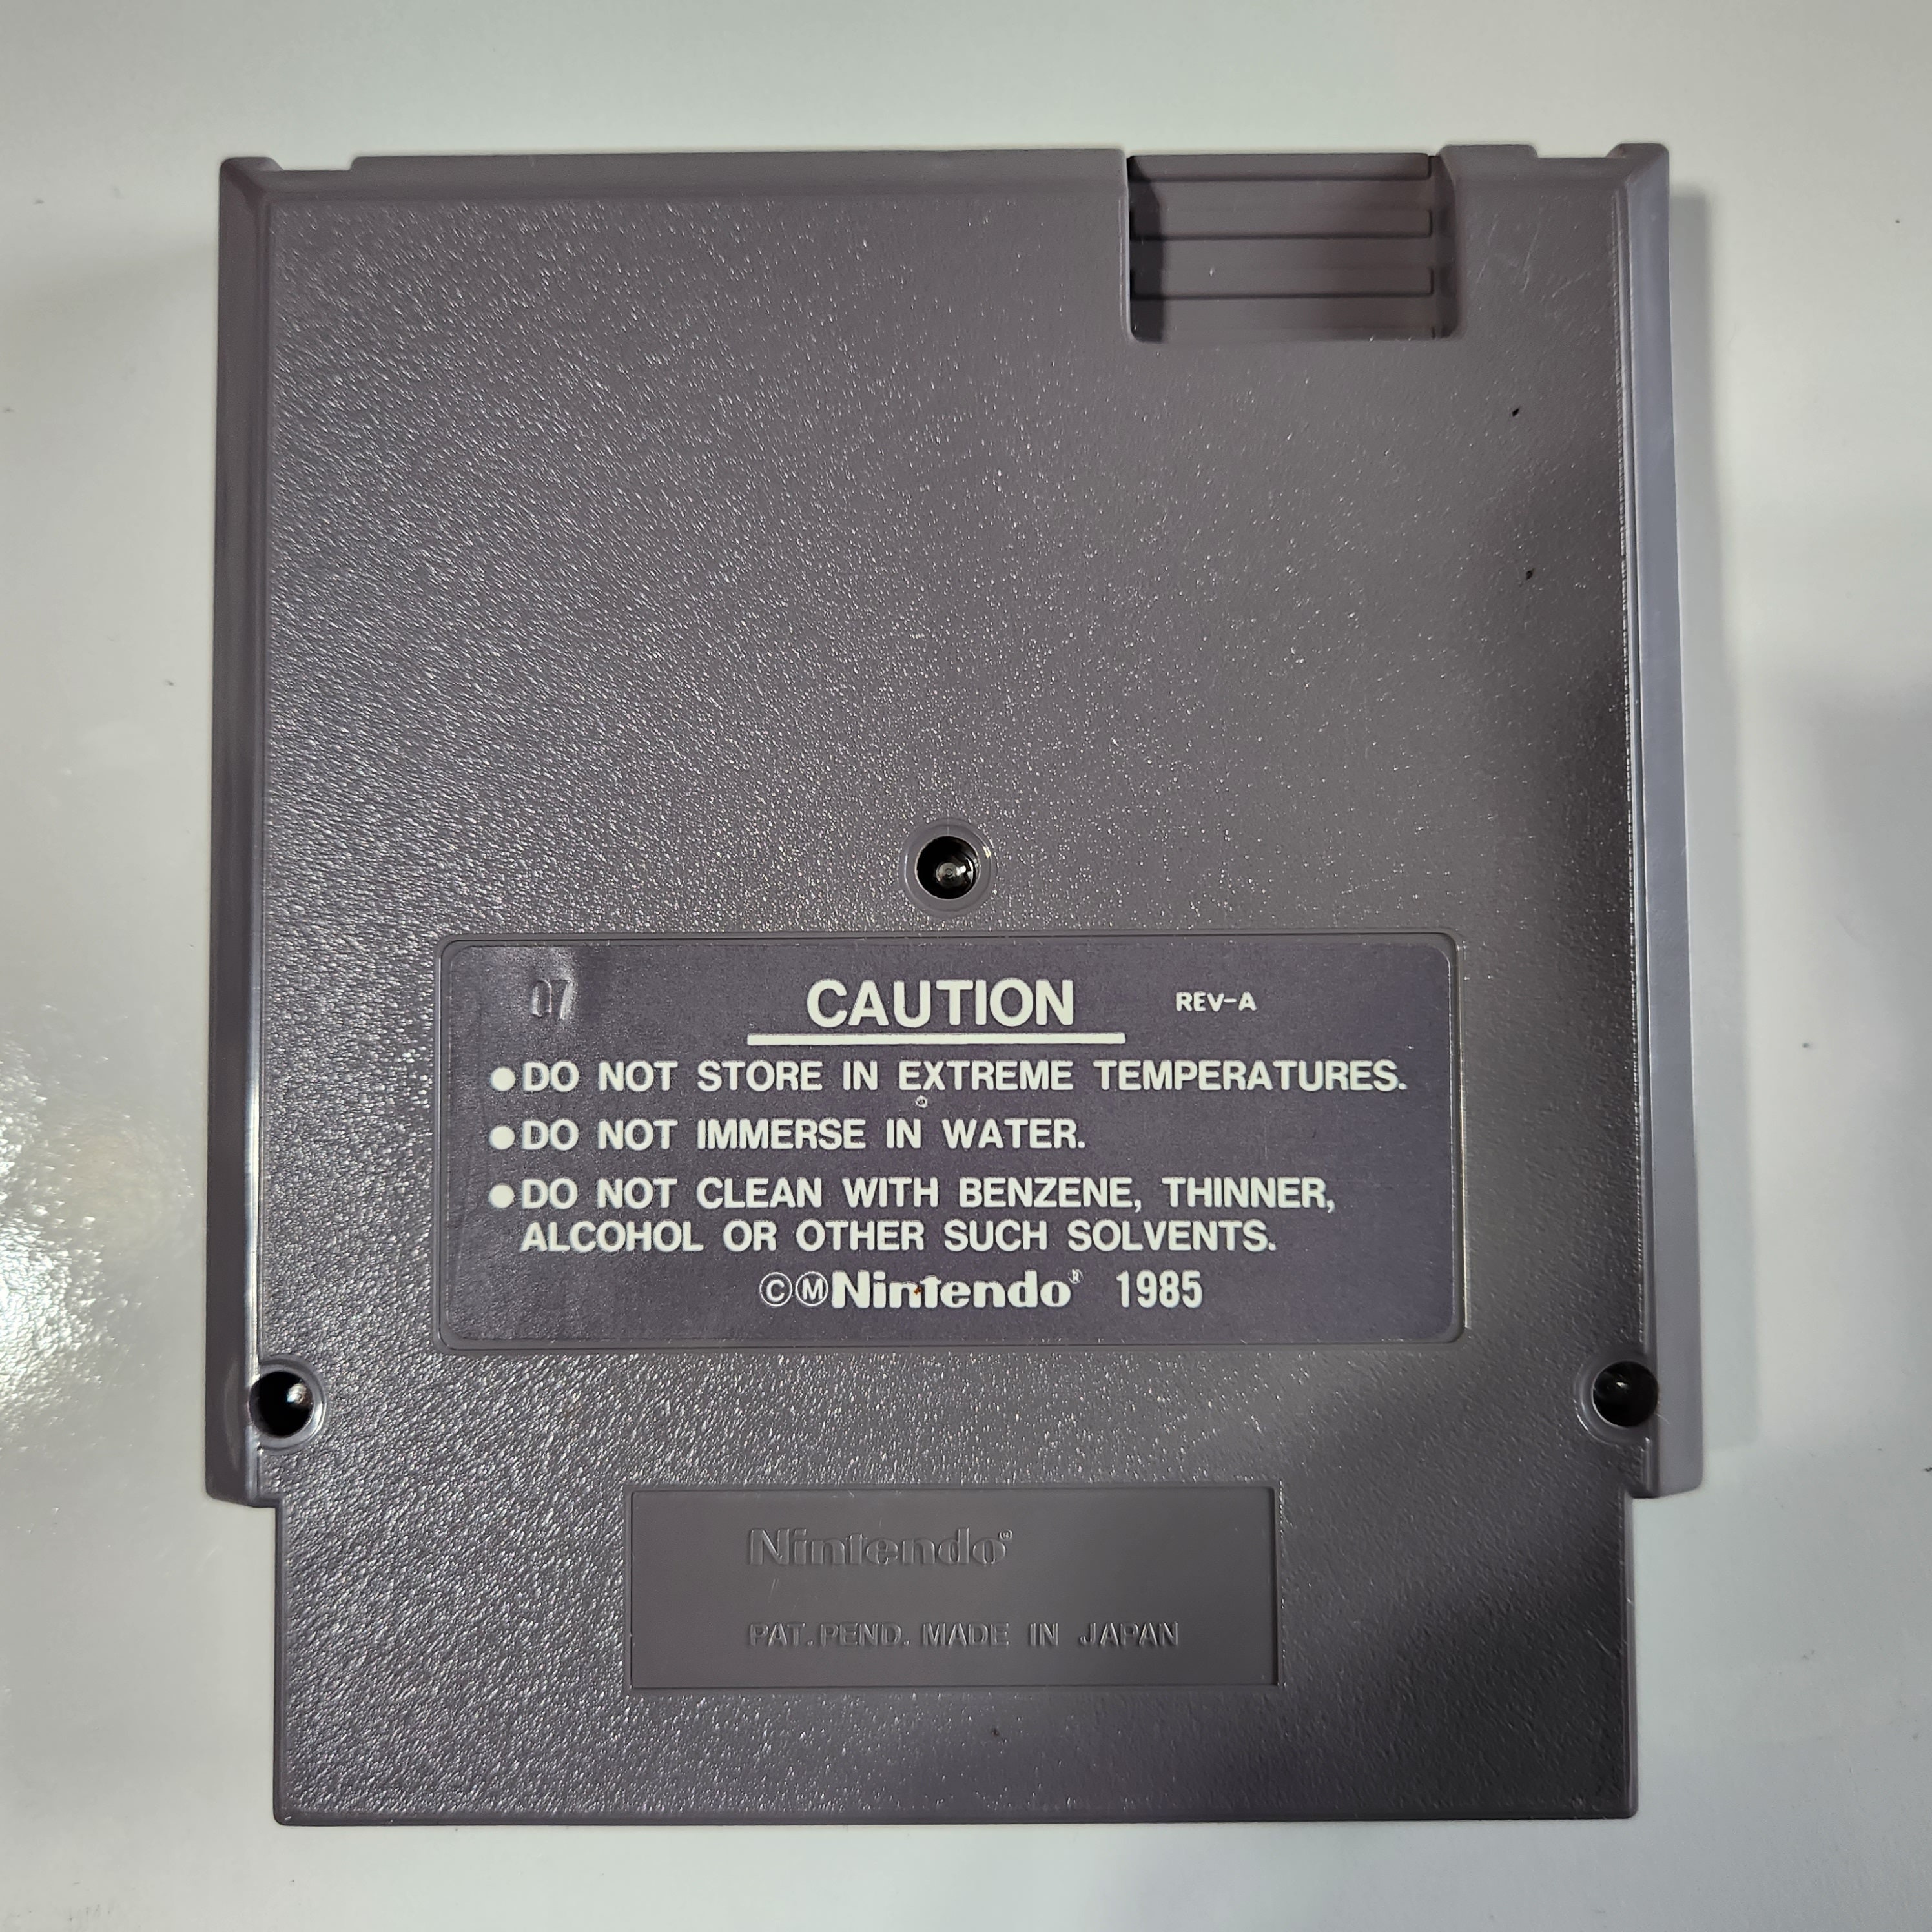 07
CAUTION REV-A
●DO NOT STORE IN EXTREME TEMPERATURES.
●DO NOT IMMERSE IN WATER.
●DO NOT CLEAN WITH BENZENE, THINNER,
ALCOHOL OR OTHER SUCH SOLVENTS.
©ⓂNintendo® 1985
Nintendo®
PAT. PEND. MADE IN JAPAN